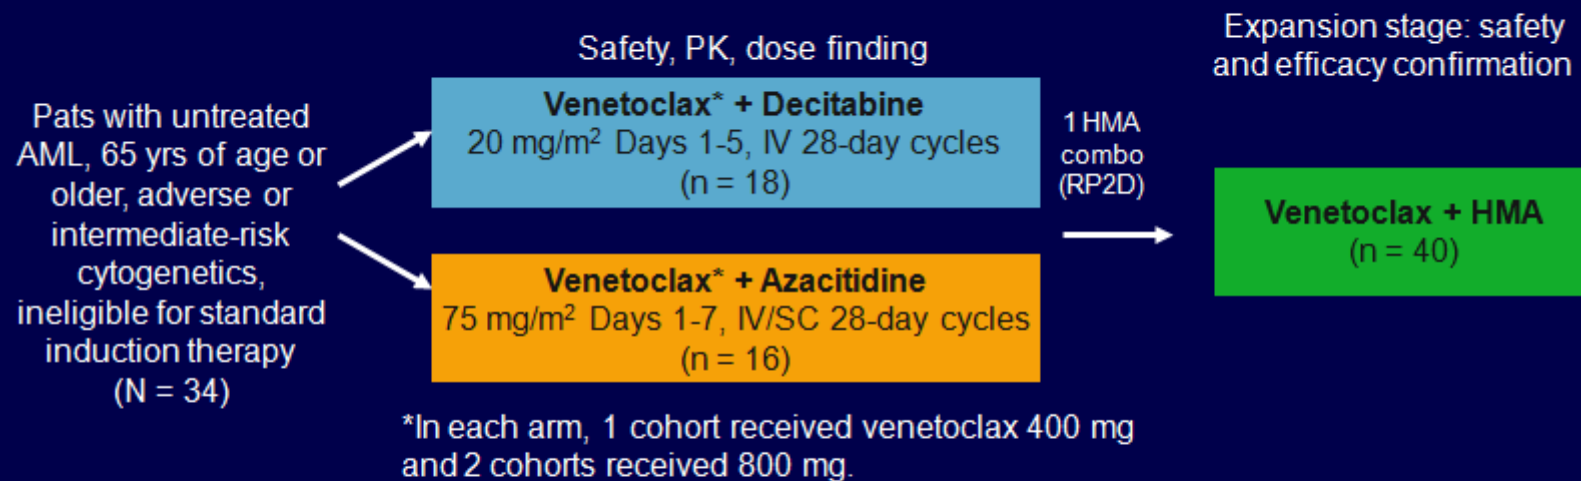 Pats with untreated
AML, 65 yrs of age or
older, adverse or
intermediate-risk
cytogenetics,
ineligible for standard
induction therapy
(N = 34)
Safety, PK, dose finding
Venetoclax* + Decitabine
20 mg/m² Days 1-5, IV 28-day cycles
(n = 18)
Venetoclax* + Azacitidine
75 mg/m² Days 1-7, IV/SC 28-day cycles
(n = 16)
*In each arm, 1 cohort received venetoclax 400 mg
and 2 cohorts received 800 mg.
1 HMA
combo
(RP2D)
Expansion stage: safety
and efficacy confirmation
Venetoclax + HMA
(n = 40)